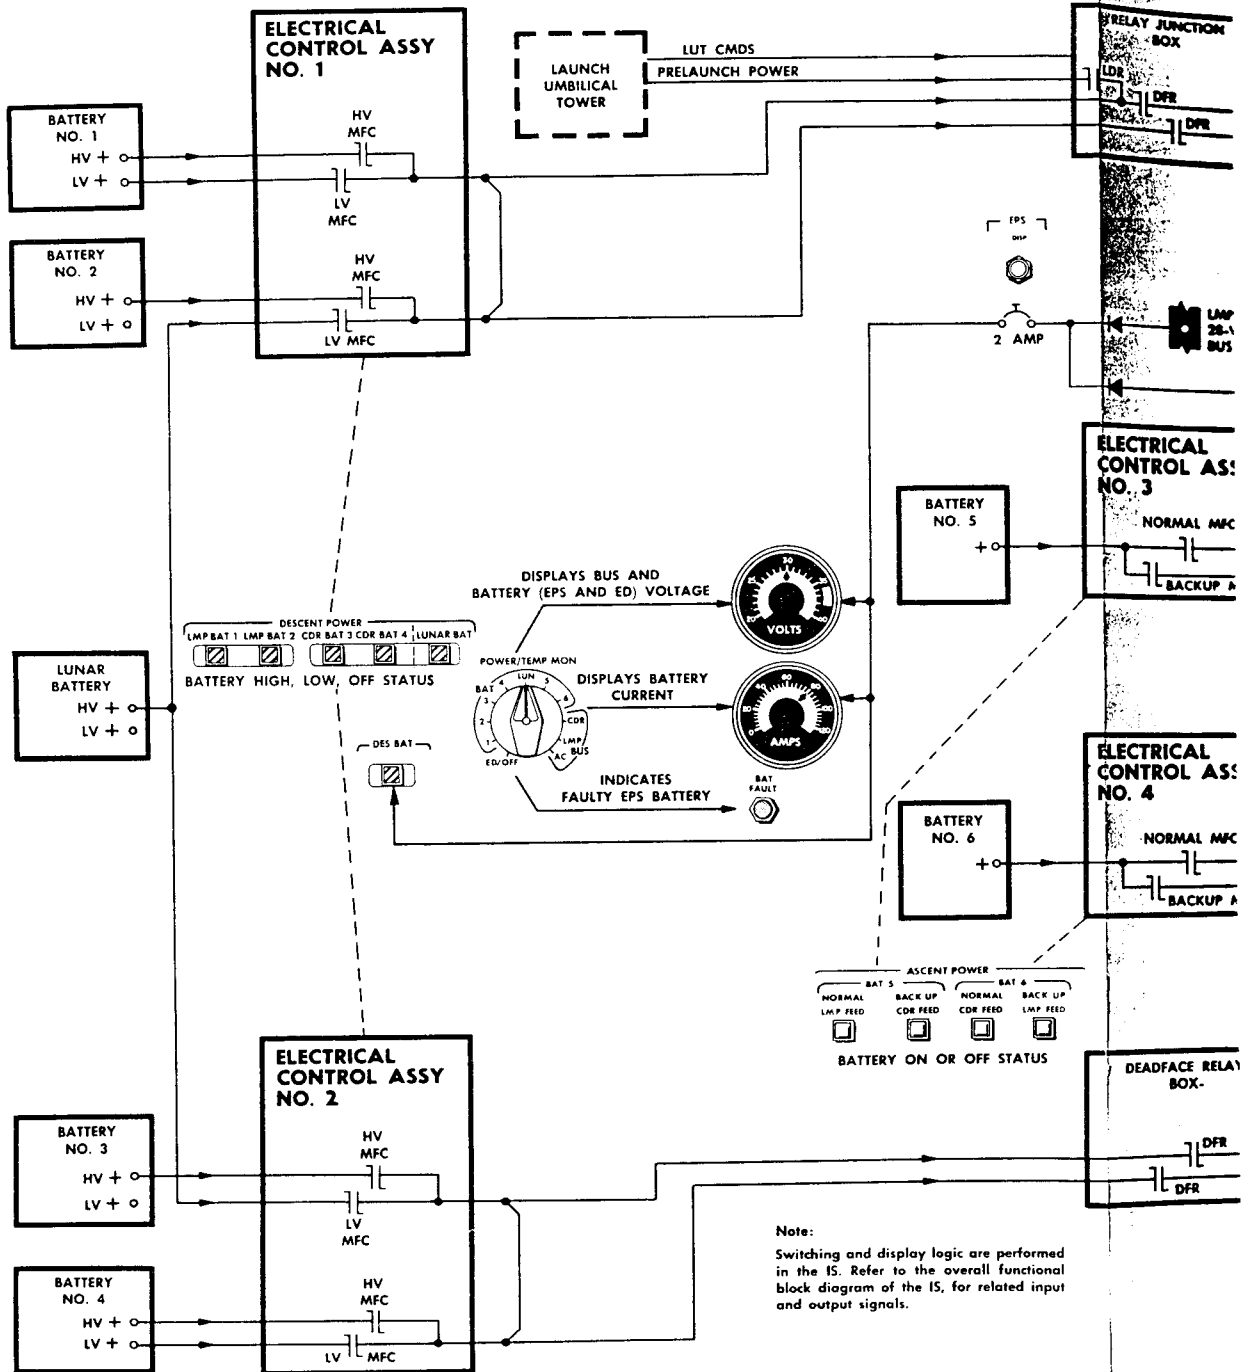 ELECTRICAL
CONTROL ASSY
NO. 1
HV
MFC
LV
MFC
HV
MFC
LV MFC
BATTERY
NO. 1
HV +
LV +
BATTERY
NO. 2
HV +
LV +
LAUNCH
UMBILICAL
TOWER
LUT CMDS
PRELAUNCH POWER
RELAY JUNCTION
BOX
LDR
DFR
DFR
EPS
DISP
2 AMP
LMP
28-V
BUS
ELECTRICAL
CONTROL ASS
NO. 3
NORMAL MFC
BACKUP M
BATTERY
NO. 5
+
DISPLAYS BUS AND
BATTERY (EPS AND ED) VOLTAGE
VOLTS
DESCENT POWER
LMP BAT 1 LMP BAT 2 CDR BAT 3 CDR BAT 4 LUNAR BAT
BATTERY HIGH, LOW, OFF STATUS
LUNAR
BATTERY
HV +
LV +
POWER/TEMP MON
BAT
ED/OFF
1
2
3
4
LUN
5
6
CDR
LMP
BUS
AC
DISPLAYS BATTERY
CURRENT
AMPS
DES BAT
INDICATES
FAULTY EPS BATTERY
BAT
FAULT
ELECTRICAL
CONTROL ASS
NO. 4
NORMAL MFC
BACKUP M
BATTERY
NO. 6
+
ASCENT POWER
BAT 5
BAT 6
NORMAL
LMP FEED
BACK UP
CDR FEED
NORMAL
CDR FEED
BACK UP
LMP FEED
BATTERY ON OR OFF STATUS
ELECTRICAL
CONTROL ASSY
NO. 2
HV
MFC
LV
MFC
HV
MFC
LV MFC
BATTERY
NO. 3
HV +
LV +
BATTERY
NO. 4
HV +
LV +
DEADFACE RELAY
BOX-
DFR
DFR
Note:
Switching and display logic are performed
in the IS. Refer to the overall functional
block diagram of the IS, for related input
and output signals.